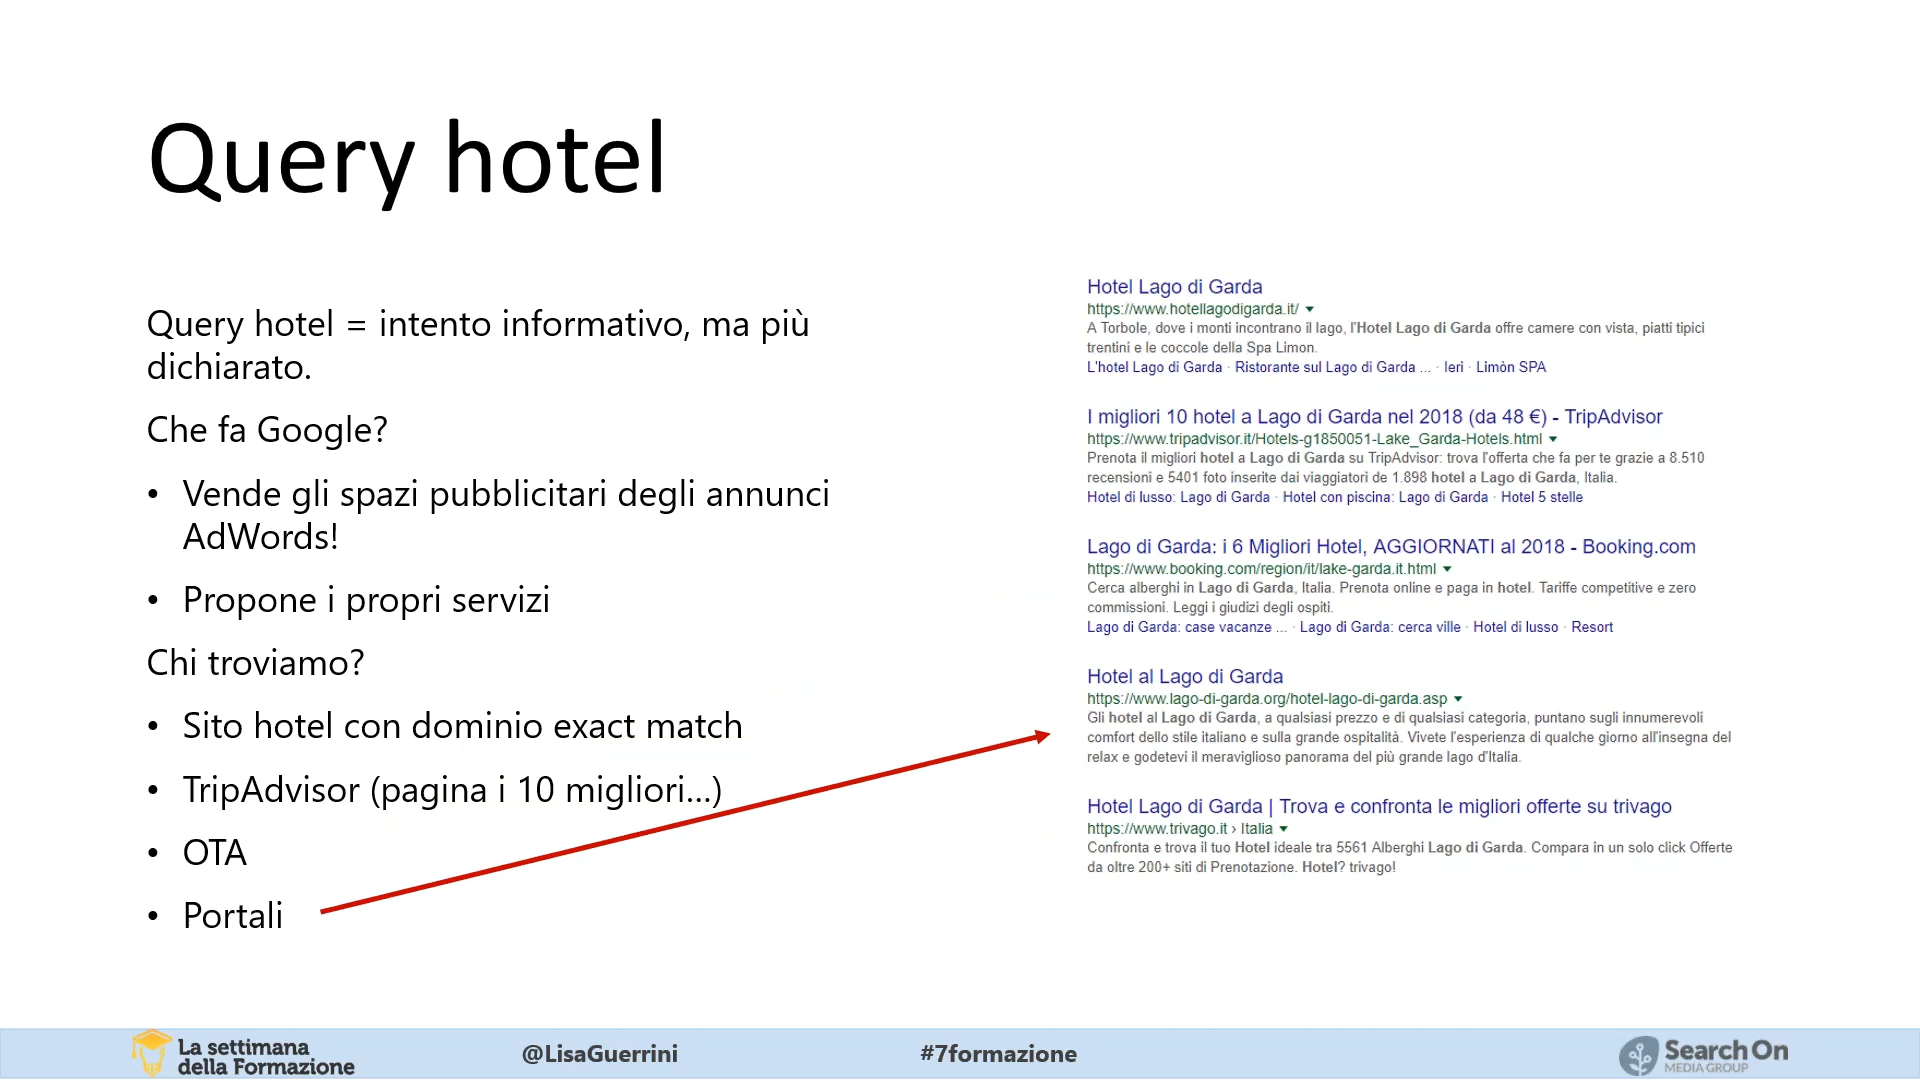 Query hotel
Query hotel = intento informativo, ma più
dichiarato.
Che fa Google?
• Vende gli spazi pubblicitari degli annunci
AdWords!
• Propone i propri servizi
Chi troviamo?
• Sito hotel con dominio exact match
• TripAdvisor (pagina i 10 migliori...)
• OTA
• Portali
Hotel Lago di Garda
https://www.hotellagodigarda.it/
A Torbole, dove i monti incontrano il lago, l'Hotel Lago di Garda offre camere con vista, piatti tipici
trentini e le coccole della Spa Limon.
L'hotel Lago di Garda · Ristorante sul Lago di Garda ... · Ieri · Limòn SPA
I migliori 10 hotel a Lago di Garda nel 2018 (da 48 €) - TripAdvisor
https://www.tripadvisor.it/Hotels-g1850051-Lake_Garda-Hotels.html
Prenota il migliori hotel a Lago di Garda su TripAdvisor: trova l'offerta che fa per te grazie a 8.510
recensioni e 5401 foto inserite dai viaggiatori de 1.898 hotel a Lago di Garda, Italia.
Hotel di lusso: Lago di Garda · Hotel con piscina: Lago di Garda · Hotel 5 stelle
Lago di Garda: i 6 Migliori Hotel, AGGIORNATI al 2018 - Booking.com
https://www.booking.com/region/it/lake-garda.it.html
Cerca alberghi in Lago di Garda, Italia. Prenota online e paga in hotel. Tariffe competitive e zero
commissioni. Leggi i giudizi degli ospiti.
Lago di Garda: case vacanze ... · Lago di Garda: cerca ville · Hotel di lusso · Resort
Hotel al Lago di Garda
https://www.lago-di-garda.org/hotel-lago-di-garda.asp
Gli hotel al Lago di Garda, a qualsiasi prezzo e di qualsiasi categoria, puntano sugli innumerevoli
comfort dello stile italiano e sulla grande ospitalità. Vivete l'esperienza di qualche giorno all'insegna del
relax e godetevi il meraviglioso panorama del più grande lago d'Italia.
Hotel Lago di Garda | Trova e confronta le migliori offerte su trivago
https://www.trivago.it › Italia
Confronta e trova il tuo Hotel ideale tra 5561 Alberghi Lago di Garda. Compara in un solo click Offerte
da oltre 200+ siti di Prenotazione. Hotel? trivago!
La settimana
della Formazione
@LisaGuerrini
#7formazione
Search On
MEDIA GROUP